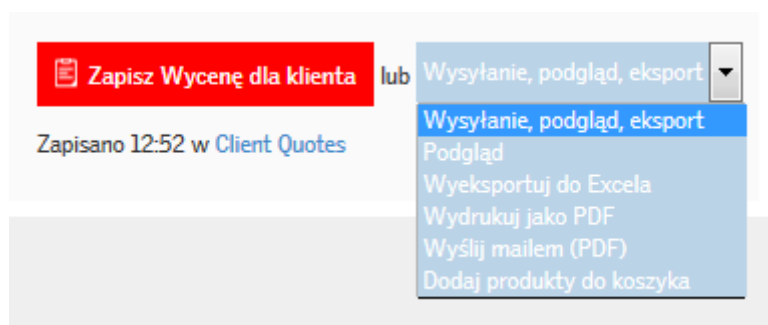 Zapisz Wycenę dla klienta lub Wysyłanie, podgląd, eksport
Zapisano 12:52 w Client Quotes
Wysyłanie, podgląd, eksport
Podgląd
Wyeksportuj do Excela
Wydrukuj jako PDF
Wyślij mailem (PDF)
Dodaj produkty do koszyka